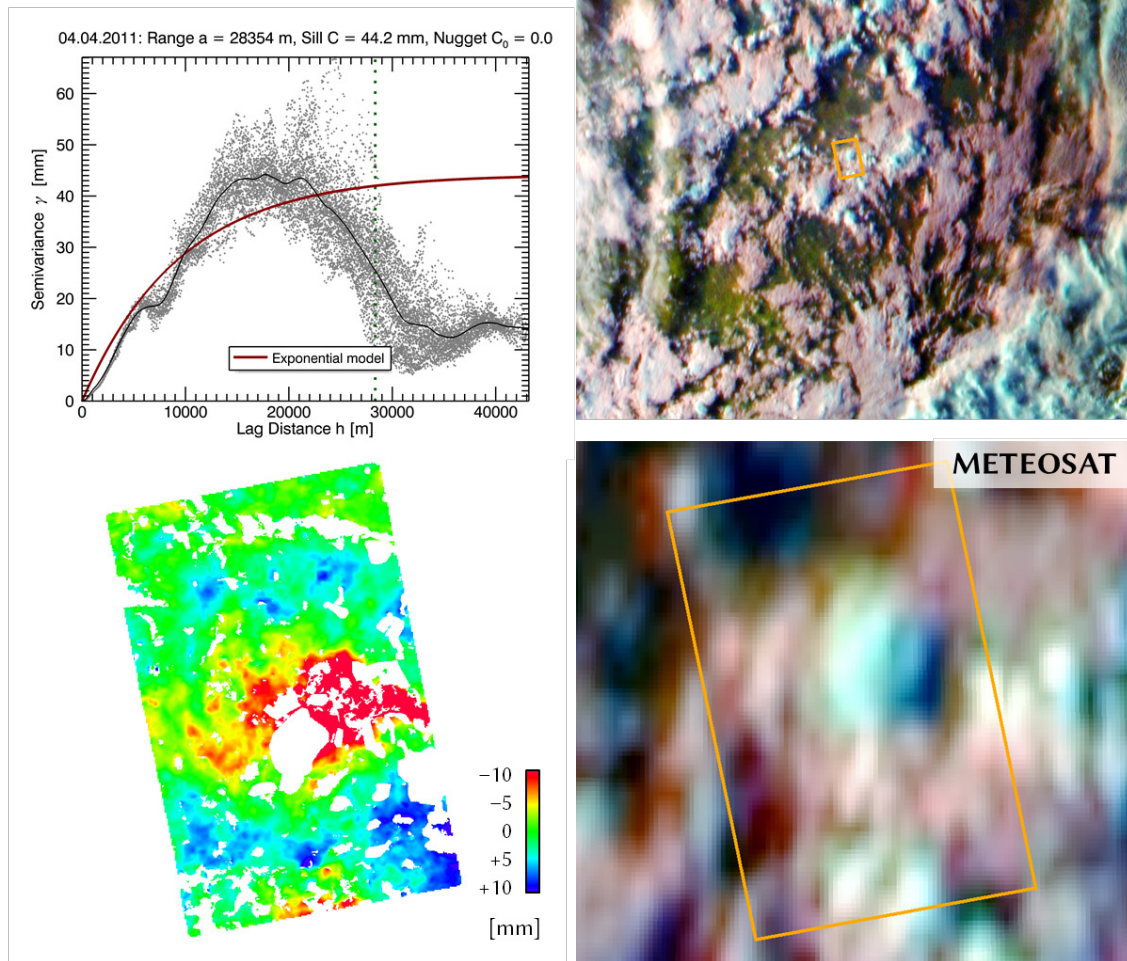 04.04.2011: Range a = 28354 m, Sill C = 44.2 mm, Nugget C₀ = 0.0
60
50
40
30
20
10
0
Semivariance γ [mm]
Exponential model
0 10000 20000 30000 40000
Lag Distance h [m]
METEOSAT
−10
−5
0
+5
+10
[mm]